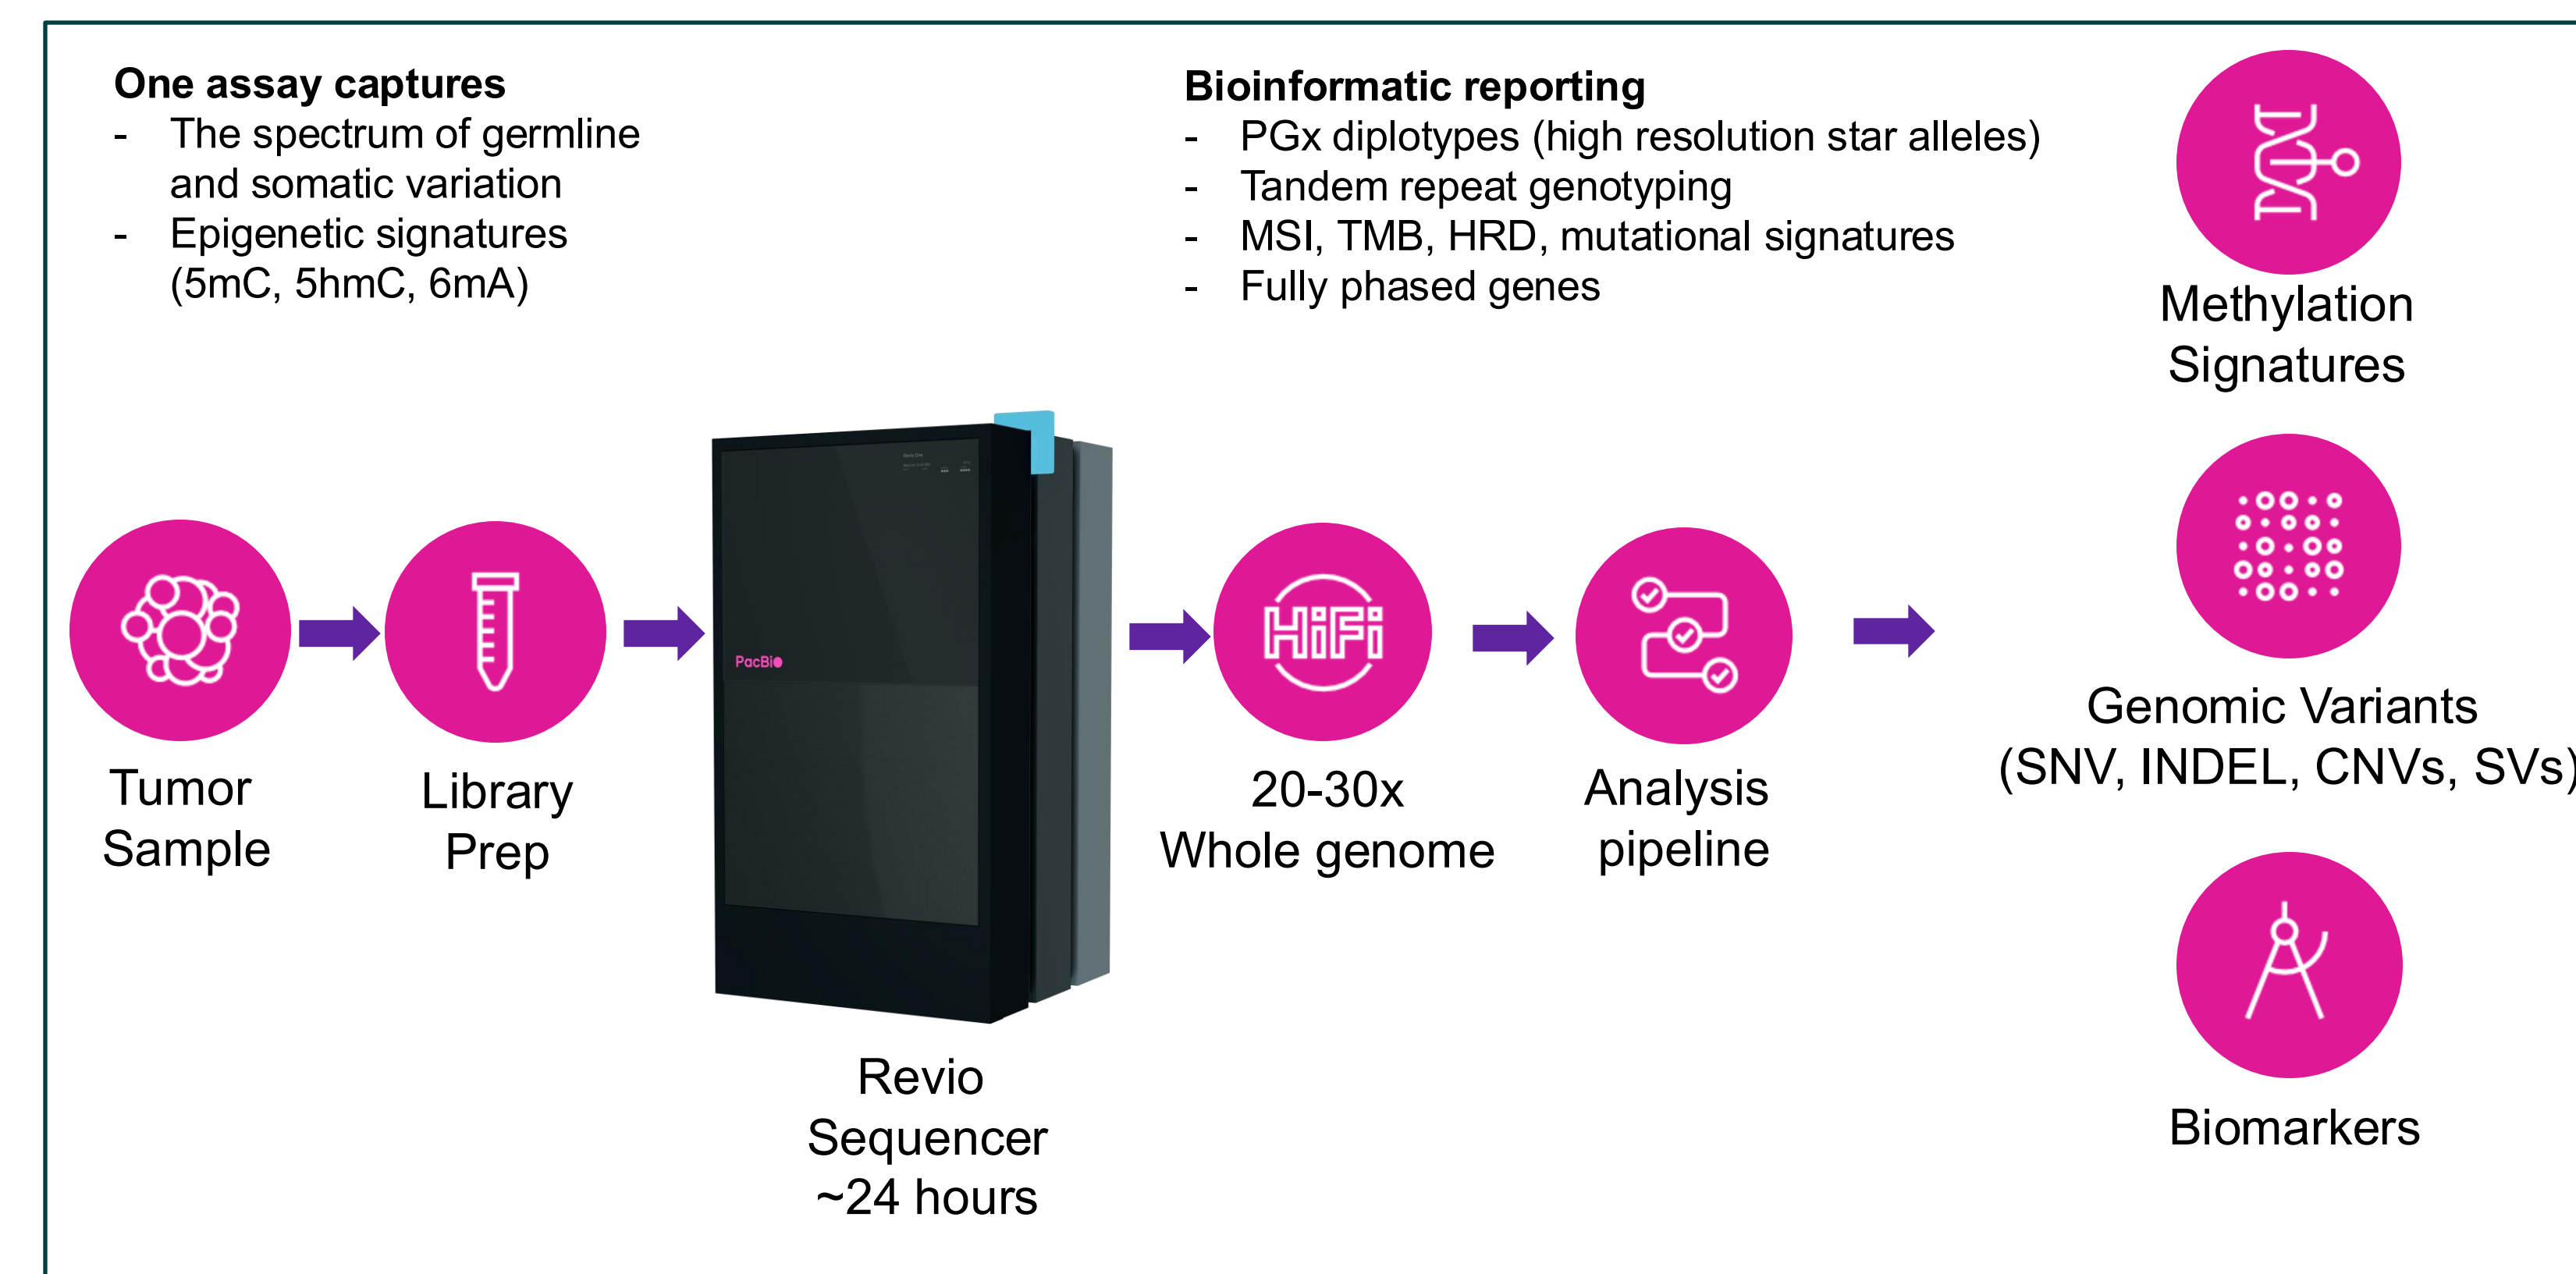 One assay captures
- The spectrum of germline
and somatic variation
- Epigenetic signatures
(5mC, 5hmC, 6mA)
Bioinformatic reporting
- PGx diplotypes (high resolution star alleles)
- Tandem repeat genotyping
- MSI, TMB, HRD, mutational signatures
- Fully phased genes
Methylation
Signatures
PacBio
HiFi
Tumor
Sample
Library
Prep
Revio
Sequencer
~24 hours
20-30x
Whole genome
Analysis
pipeline
Genomic Variants
(SNV, INDEL, CNVs, SVs)
Biomarkers